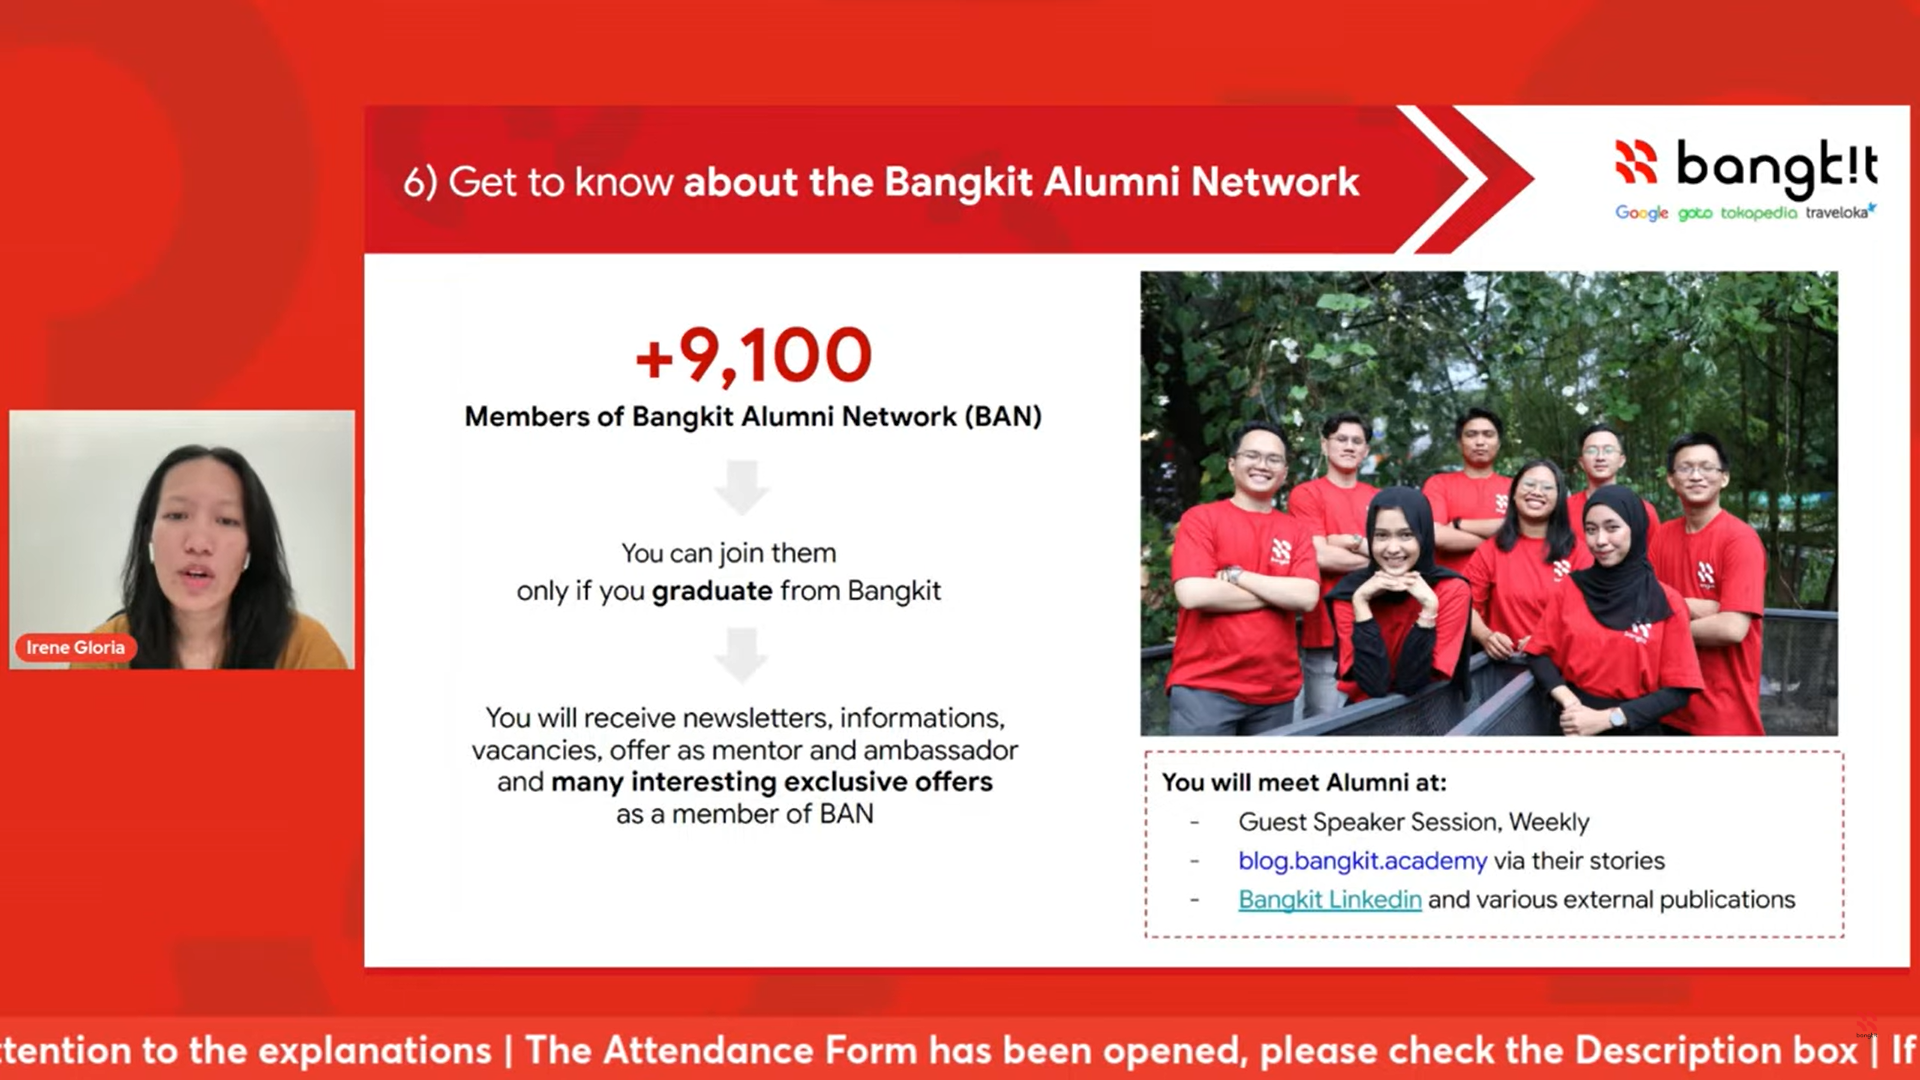 6) Get to know about the Bangkit Alumni Network
bangk!t
Google goto tokopedia traveloka
+9,100
Members of Bangkit Alumni Network (BAN)
You can join them
only if you graduate from Bangkit
You will receive newsletters, informations,
vacancies, offer as mentor and ambassador
and many interesting exclusive offers
as a member of BAN
You will meet Alumni at:
- Guest Speaker Session, Weekly
- blog.bangkit.academy via their stories
- Bangkit Linkedin and various external publications
Irene Gloria
ttention to the explanations | The Attendance Form has been opened, please check the Description box | If